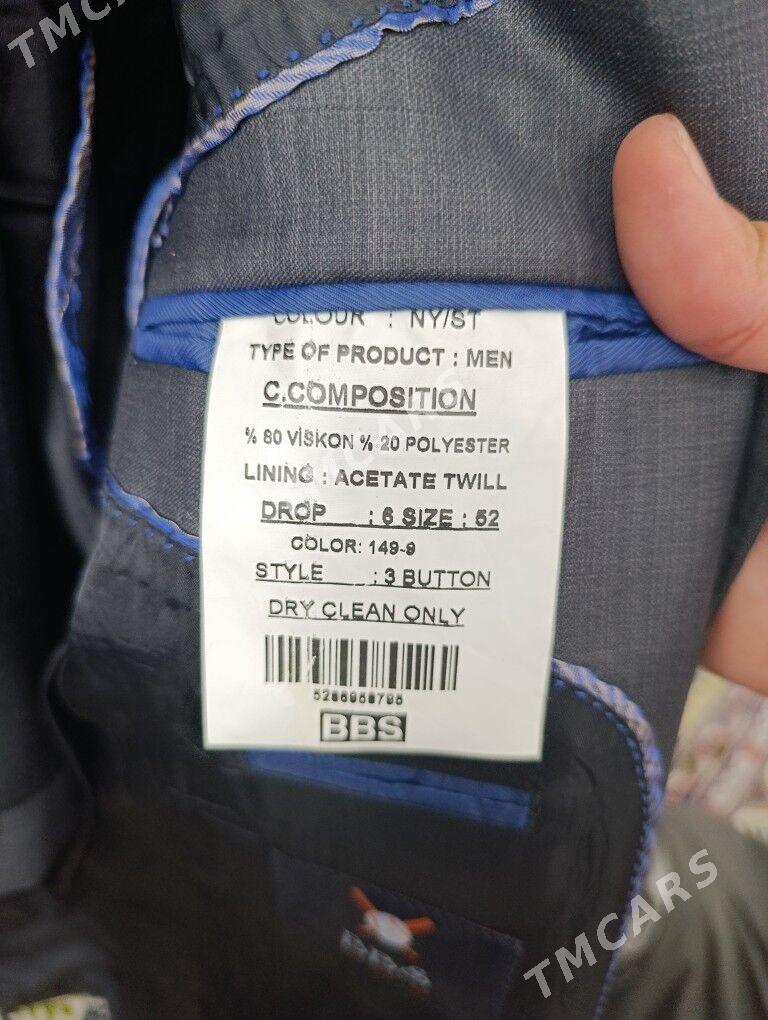 TMCARS
COLOUR : NY/ST
TYPE OF PRODUCT : MEN
C.COMPOSITION
% 80 VİSKON % 20 POLYESTER
LINING : ACETATE TWILL
DROP : 6 SIZE : 52
COLOR: 149-9
STYLE : 3 BUTTON
DRY CLEAN ONLY
5286958795
BBS
TMCARS